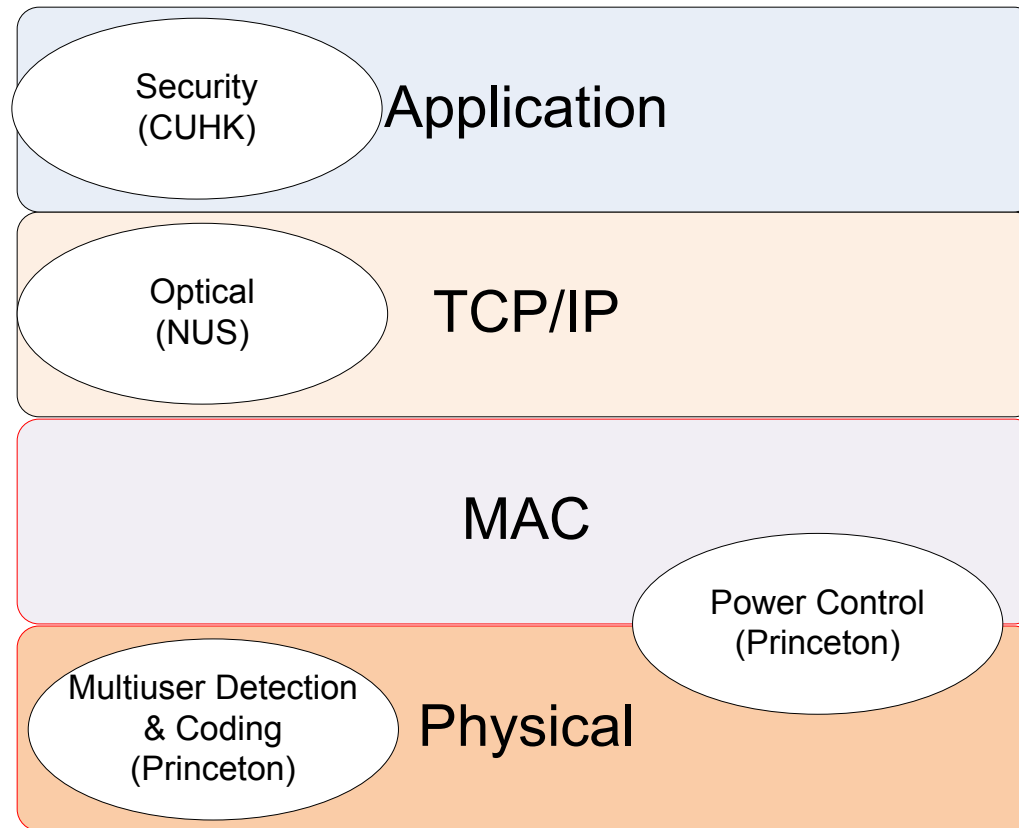 Security
(CUHK)
Application
Optical
(NUS)
TCP/IP
MAC
Power Control
(Princeton)
Multiuser Detection
& Coding
(Princeton)
Physical